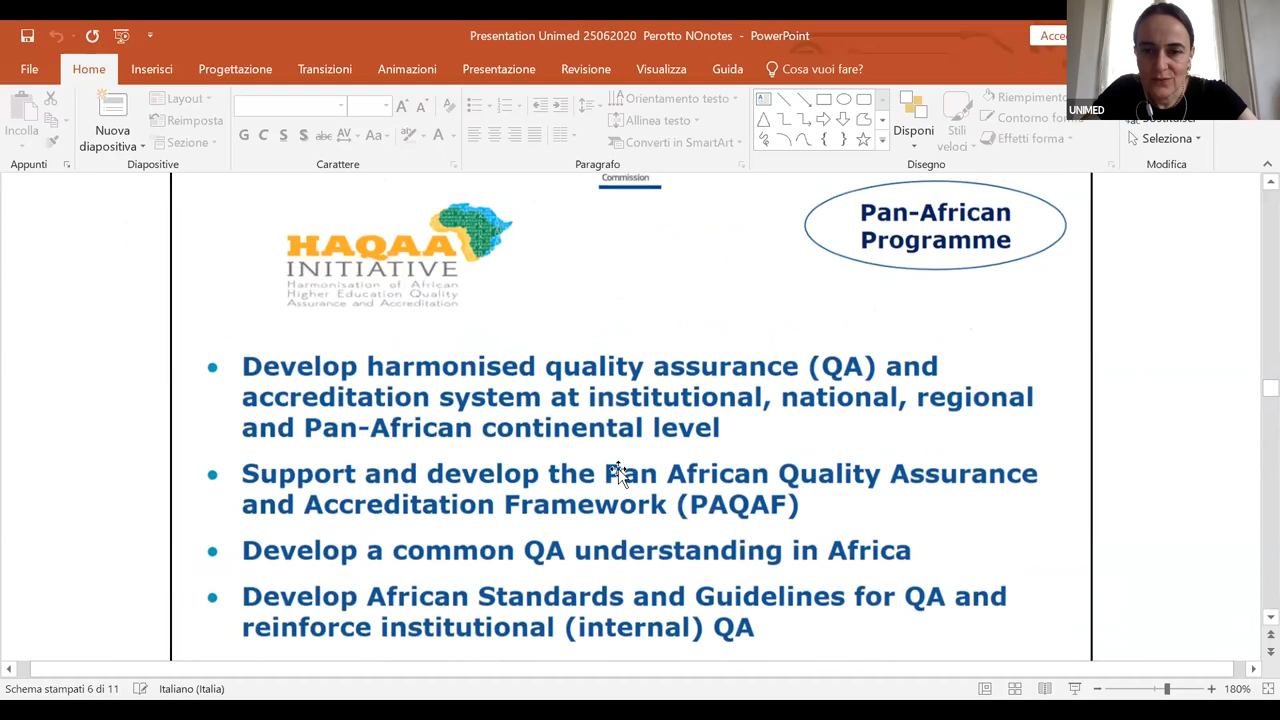 Presentation Unimed 25062020 Perotto NOnotes - PowerPoint
Acce
File Home Inserisci Progettazione Transizioni Animazioni Presentazione Revisione Visualizza Guida Cosa vuoi fare?
UNIMED
Incolla
Nuova
diapositiva
Layout
Reimposta
Sezione
G C S S abc AV Aa A
Orientamento testo
Allinea testo
Converti in SmartArt
Disponi
Stili
veloci
Riempimento
Contorno forma
Effetti forma
Sostituisci
Seleziona
Appunti Diapositive Carattere Paragrafo Disegno Modifica
Commission
Pan-African
Programme
HAQAA
INITIATIVE
Harmonisation of African
Higher Education Quality
Assurance and Accreditation
• Develop harmonised quality assurance (QA) and
accreditation system at institutional, national, regional
and Pan-African continental level
• Support and develop the Pan African Quality Assurance
and Accreditation Framework (PAQAF)
• Develop a common QA understanding in Africa
• Develop African Standards and Guidelines for QA and
reinforce institutional (internal) QA
Schema stampati 6 di 11 Italiano (Italia) 180%